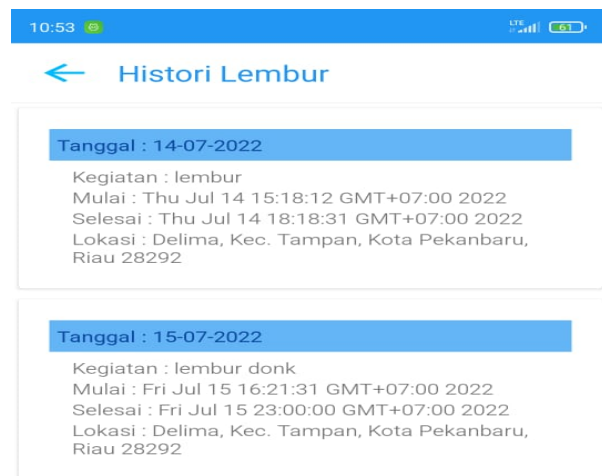 10:53
LTE
61
Histori Lembur
Tanggal : 14-07-2022
Kegiatan : lembur
Mulai : Thu Jul 14 15:18:12 GMT+07:00 2022
Selesai : Thu Jul 14 18:18:31 GMT+07:00 2022
Lokasi : Delima, Kec. Tampan, Kota Pekanbaru,
Riau 28292
Tanggal : 15-07-2022
Kegiatan : lembur donk
Mulai : Fri Jul 15 16:21:31 GMT+07:00 2022
Selesai : Fri Jul 15 23:00:00 GMT+07:00 2022
Lokasi : Delima, Kec. Tampan, Kota Pekanbaru,
Riau 28292